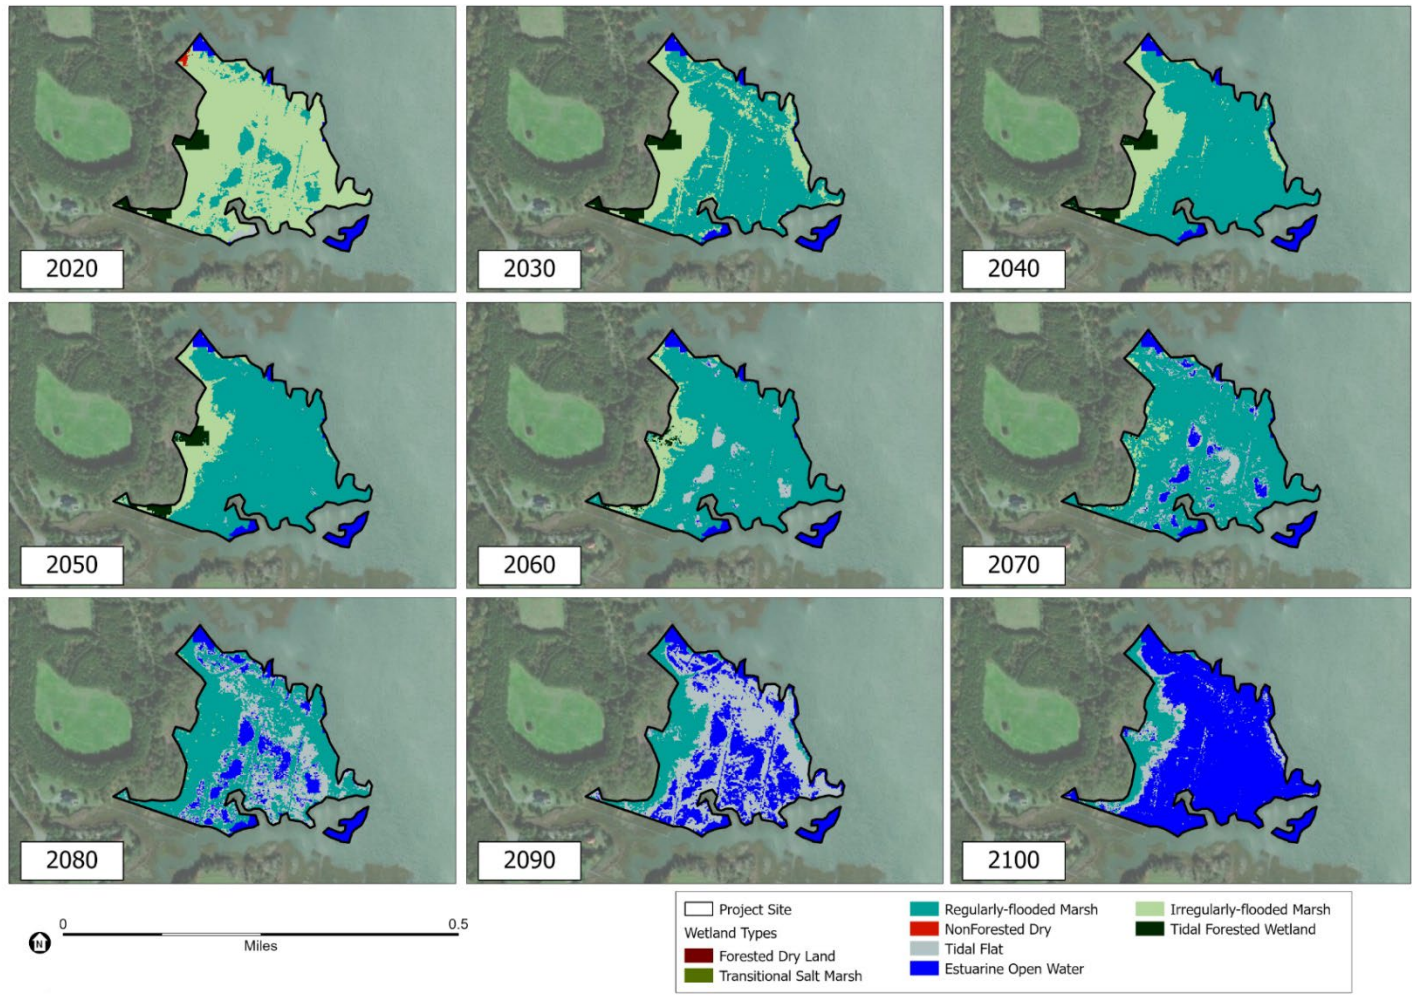 2020
2030
2040
2050
2060
2070
2080
2090
2100
0 0.5
Miles
N
Project Site
Wetland Types
Forested Dry Land
Transitional Salt Marsh
Regularly-flooded Marsh
NonForested Dry
Tidal Flat
Estuarine Open Water
Irregularly-flooded Marsh
Tidal Forested Wetland